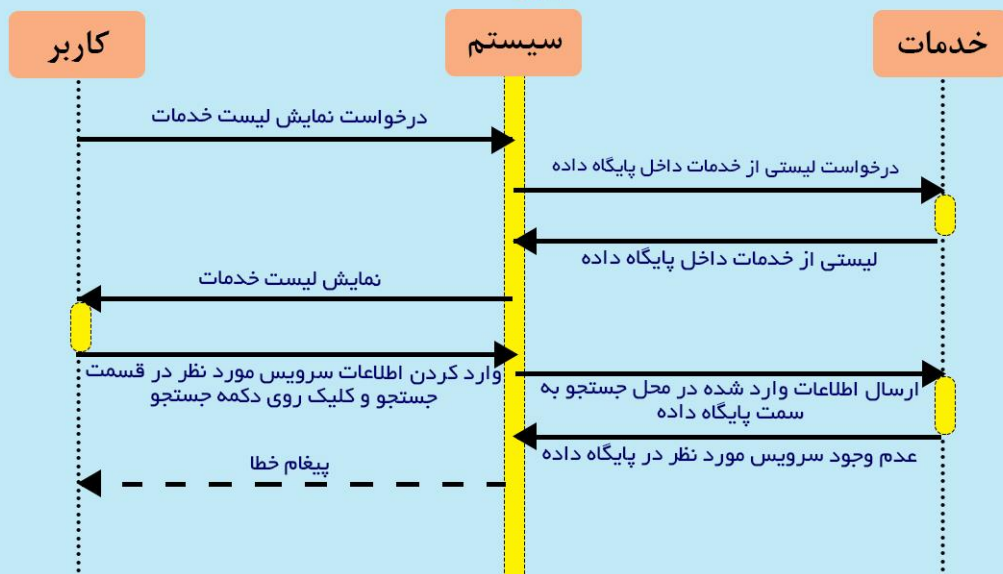 کاربر
سیستم
خدمات
درخواست نمایش لیست خدمات
درخواست لیستی از خدمات داخل پایگاه داده
لیستی از خدمات داخل پایگاه داده
نمایش لیست خدمات
وارد کردن اطلاعات سرویس مورد نظر در قسمت
جستجو و کلیک روی دکمه جستجو
ارسال اطلاعات وارد شده در محل جستجو به
سمت پایگاه داده
عدم وجود سرویس مورد نظر در پایگاه داده
پیغام خطا